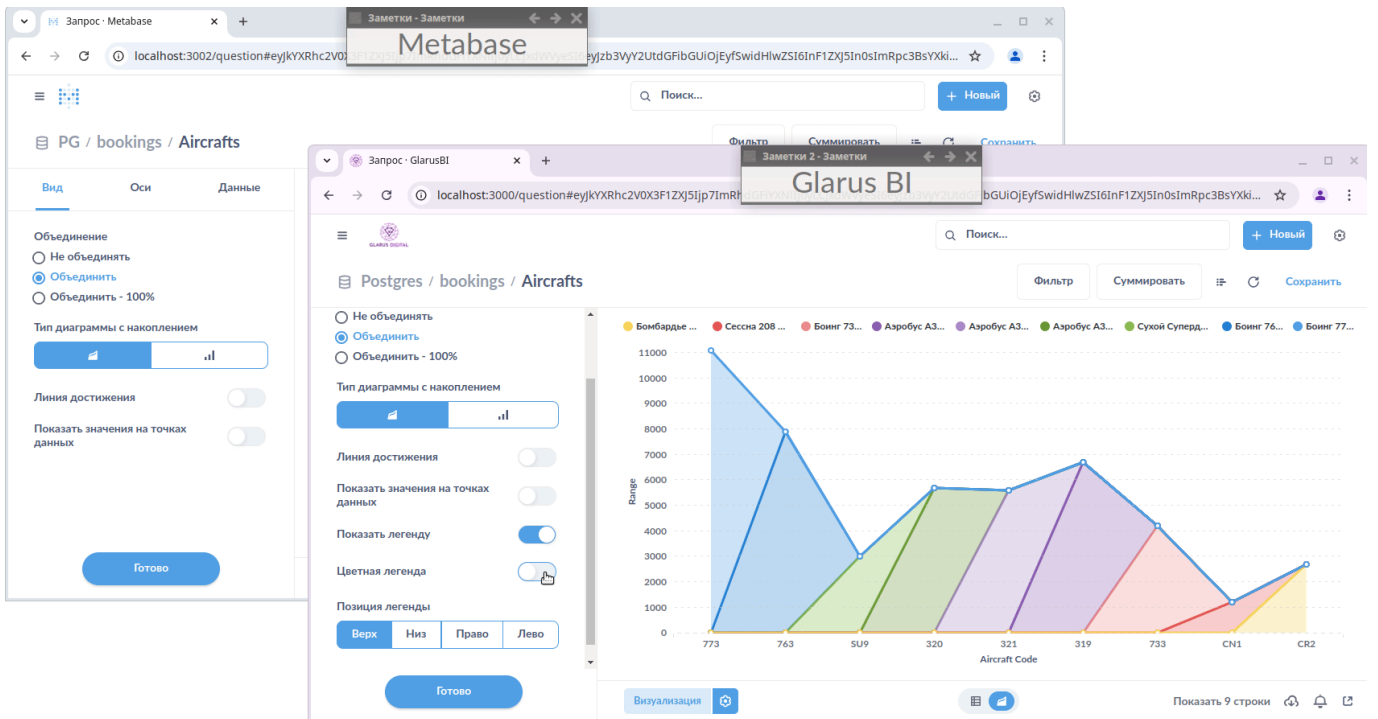 Запрос · Metabase
Заметки - Заметки
Metabase
localhost:3002/question#eyJkYXRhc2V0X
Поиск...
+ Новый
PG / bookings / Aircrafts
Фильтр
Суммировать
Сохранить
Вид
Оси
Данные
Объединение
Не объединять
Объединить
Объединить - 100%
Тип диаграммы с накоплением
Линия достижения
Показать значения на точках
данных
Готово
Запрос · GlarusBI
Заметки 2 - Заметки
Glarus BI
localhost:3000/question#eyJkYXRhc2V0X3F1ZXJ5Ijp7ImRh
bGUiOjEyfSwidHlwZSI6InF1ZXJ5In0sImRpc3BsYXki...
GLARUS DIGITAL
Поиск...
+ Новый
Postgres / bookings / Aircrafts
Фильтр
Суммировать
Сохранить
Не объединять
Объединить
Объединить - 100%
Тип диаграммы с накоплением
Линия достижения
Показать значения на точках
данных
Показать легенду
Цветная легенда
Позиция легенды
Верх Низ Право Лево
Готово
Бомбардье ... Сессна 208 ... Боинг 73... Аэробус А3... Аэробус А3... Аэробус А3... Сухой Суперд... Боинг 76... Боинг 77...
11000
10000
9000
8000
7000
6000
5000
4000
3000
2000
1000
0
Range
773 763 SU9 320 321 319 733 CN1 CR2
Aircraft Code
Визуализация
Показать 9 строки